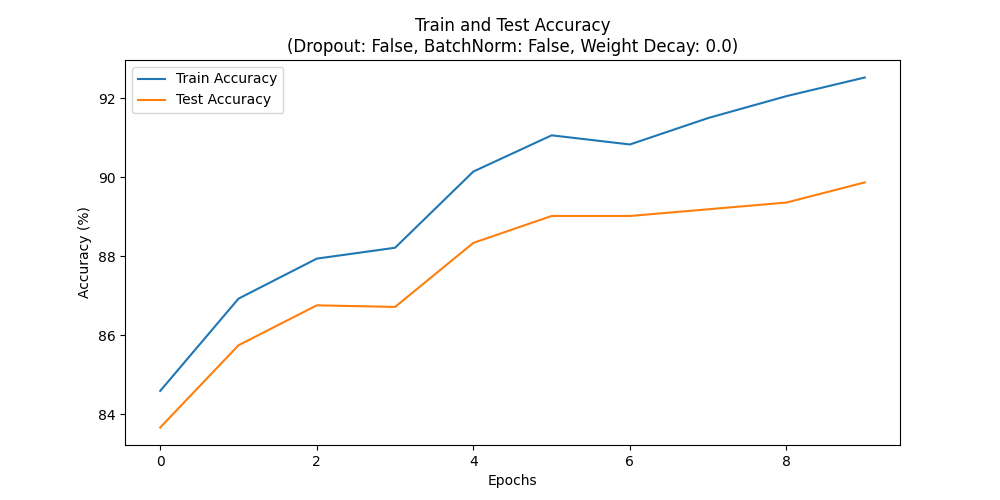 Train and Test Accuracy
(Dropout: False, BatchNorm: False, Weight Decay: 0.0)
Train Accuracy
Test Accuracy
Accuracy (%)
92
90
88
86
84
0 2 4 6 8
Epochs